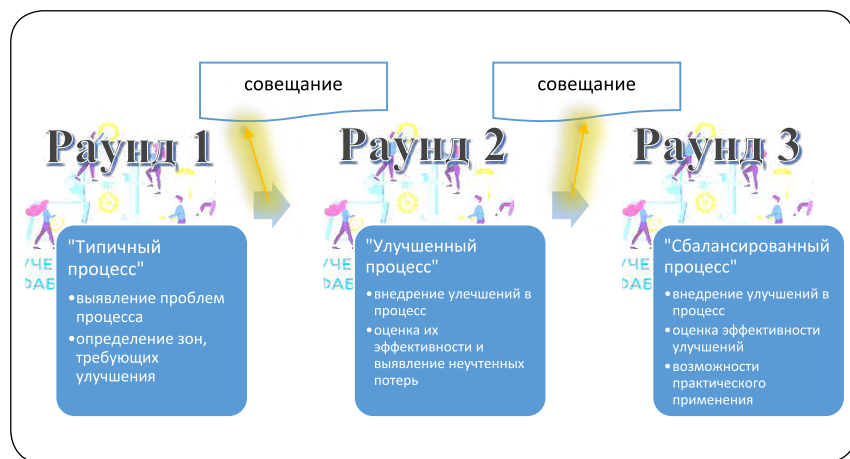 совещание
совещание
Раунд 1
Раунд 2
Раунд 3
"Типичный
процесс"
•выявление проблем
процесса
•определение зон,
требующих
улучшения
"Улучшенный
процесс"
•внедрение улечшений в
процесс
•оценка их
эффективности и
выявление неучтенных
потерь
"Сбалансированный
процесс"
•внедрение улучшений в
процесс
•оценка эффективности
улучшений
•возможности
практического
применения